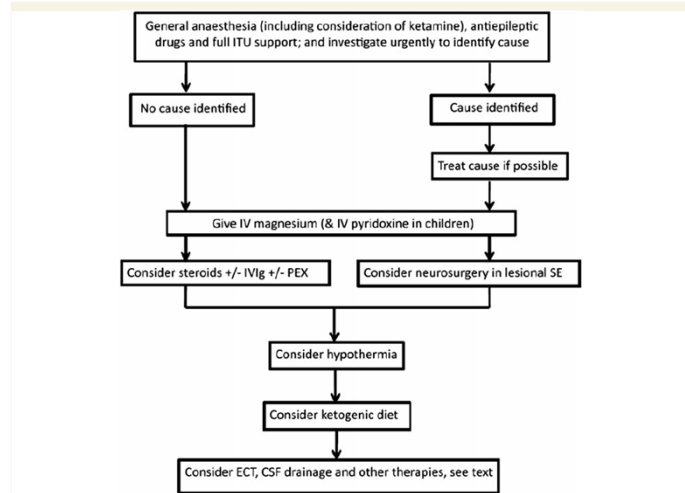 General anaesthesia (including consideration of ketamine), antiepileptic
drugs and full ITU support; and investigate urgently to identify cause
No cause identified
Cause identified
Treat cause if possible
Give IV magnesium (& IV pyridoxine in children)
Consider steroids +/- IVIg +/- PEX
Consider neurosurgery in lesional SE
Consider hypothermia
Consider ketogenic diet
Consider ECT, CSF drainage and other therapies, see text